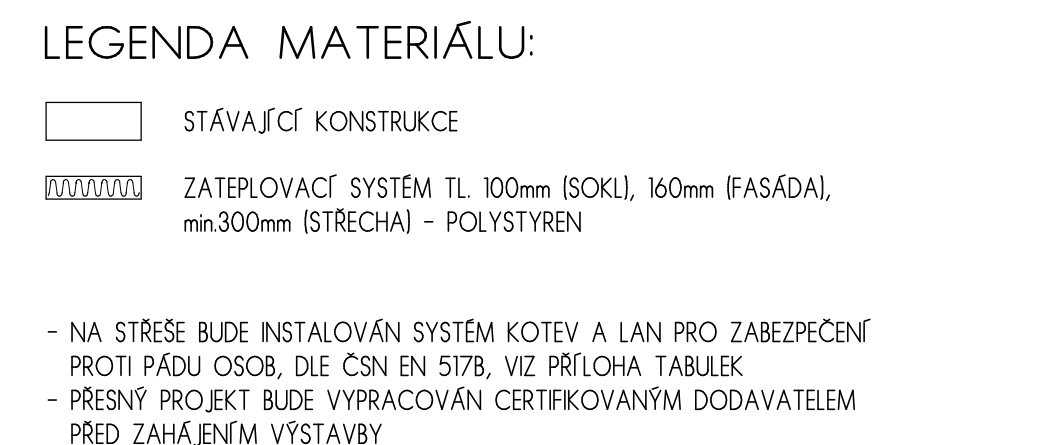 LEGENDA MATERIÁLU:
STÁVAJÍCÍ KONSTRUKCE
ZATEPLOVACÍ SYSTÉM TL. 100mm (SOKL), 160mm (FASÁDA),
min.300mm (STŘECHA) - POLYSTYREN
- NA STŘEŠE BUDE INSTALOVÁN SYSTÉM KOTEV A LAN PRO ZABEZPEČENÍ
PROTI PÁDU OSOB, DLE ČSN EN 517B, VIZ PŘÍLOHA TABULEK
- PŘESNÝ PROJEKT BUDE VYPRACOVÁN CERTIFIKOVANÝM DODAVATELEM
PŘED ZAHÁJENÍM VÝSTAVBY